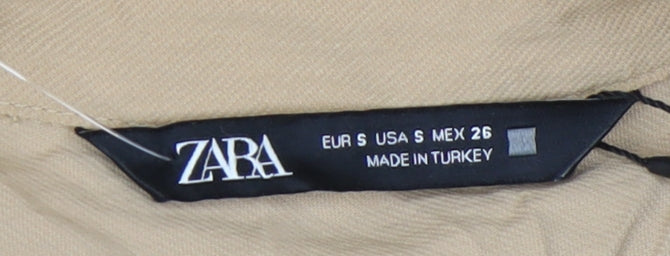 ZARA
EUR S USA S MEX 26
MADE IN TURKEY